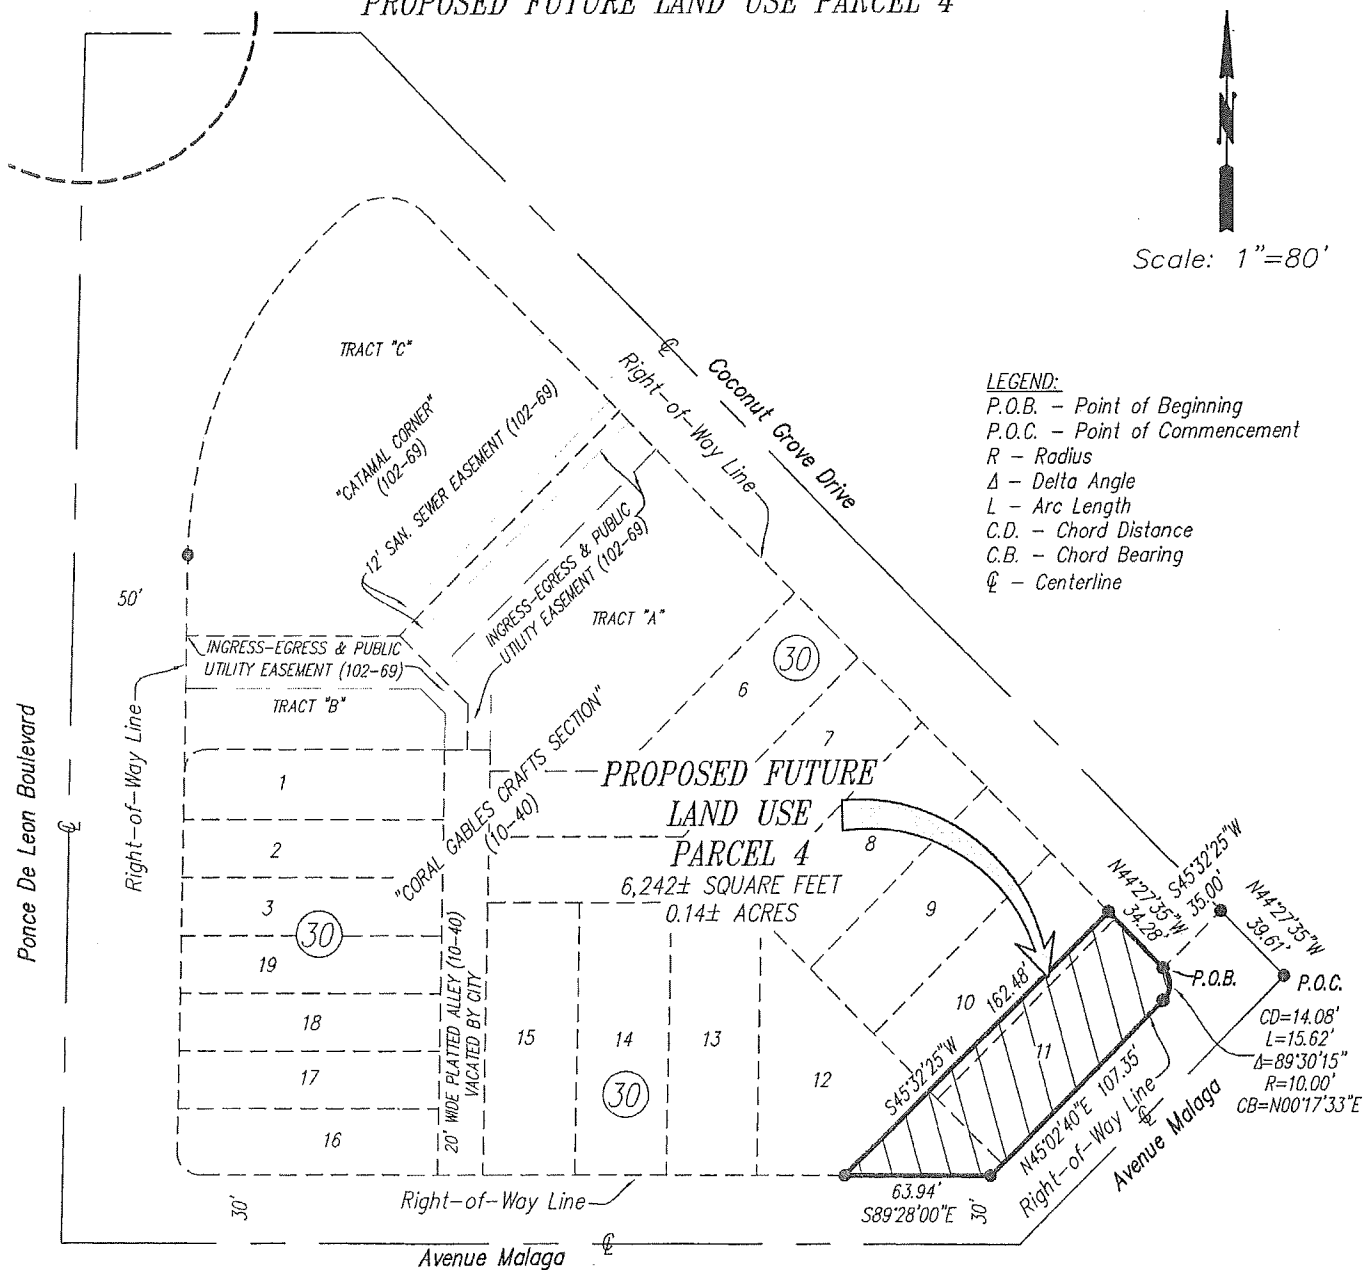 PROPOSED FUTURE LAND USE PARCEL 4
N
Scale: 1"=80'
LEGEND:
P.O.B. - Point of Beginning
P.O.C. - Point of Commencement
R - Radius
Δ - Delta Angle
L - Arc Length
C.D. - Chord Distance
C.B. - Chord Bearing
℄ - Centerline
TRACT "C"
"CATAMAL CORNER"
(102-69)
12' SAN. SEWER EASEMENT (102-69)
INGRESS-EGRESS & PUBLIC
UTILITY EASEMENT (102-69)
℄
Coconut Grove Drive
Right-of-Way Line
TRACT "A"
50'
INGRESS-EGRESS & PUBLIC
UTILITY EASEMENT (102-69)
TRACT "B"
Ponce De Leon Boulevard
℄
Right-of-Way Line
"CORAL GABLES CRAFTS SECTION"
(10-40)
30
6
7
8
9
10
11
1
2
3
30
19
18
17
16
20' WIDE PLATTED ALLEY (10-40)
VACATED BY CITY
15
14
30
13
12
PROPOSED FUTURE
LAND USE
PARCEL 4
6,242± SQUARE FEET
0.14± ACRES
S45°32'25"W
162.48'
N44°27'35"W
34.28'
S45°32'25"W
35.00'
N44°27'35"W
39.61'
P.O.B.
P.O.C.
CD=14.08'
L=15.62'
Δ=89°30'15"
R=10.00'
CB=N00°17'33"E
N45°02'40"E 107.35'
Right-of-Way Line
℄
Avenue Malaga
63.94'
S89°28'00"E
30'
30'
Right-of-Way Line
Avenue Malaga
℄